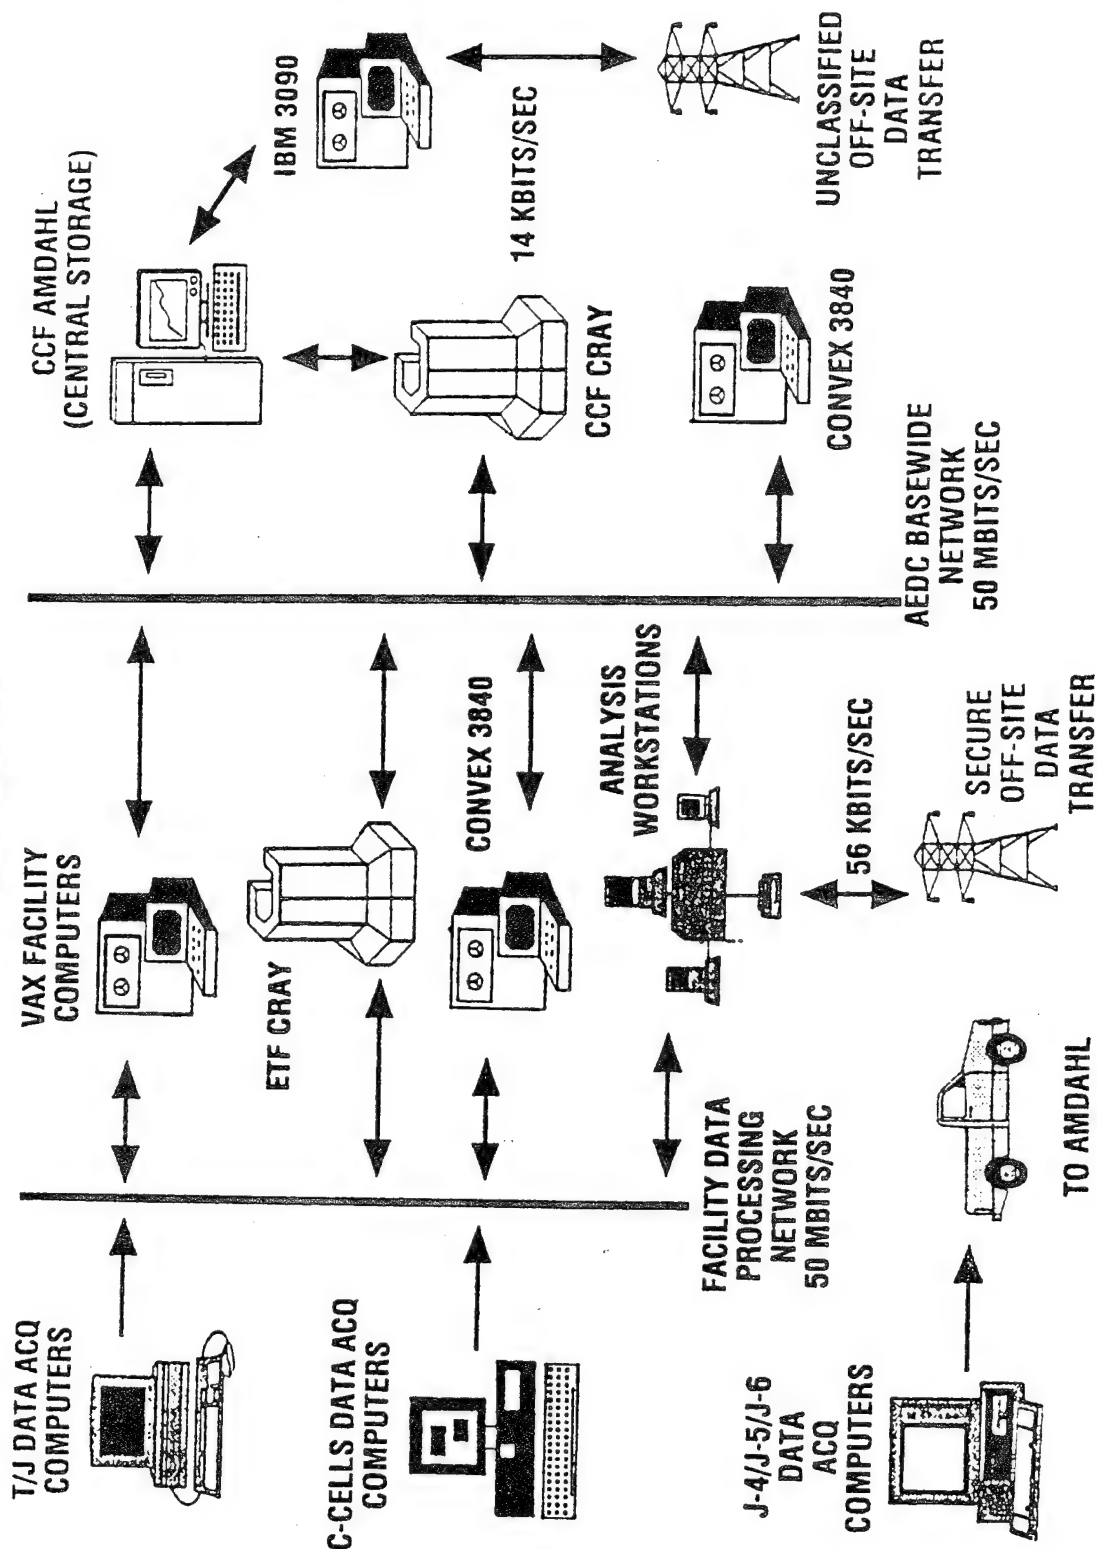 T/J DATA ACQ
COMPUTERS
VAX FACILITY
COMPUTERS
CCF AMDAHL
(CENTRAL STORAGE)
IBM 3090
ETF CRAY
C-CELLS DATA ACQ
COMPUTERS
CONVEX 3840
CCF CRAY
14 KBITS/SEC
ANALYSIS
WORKSTATIONS
FACILITY DATA
PROCESSING
NETWORK
50 MBITS/SEC
CONVEX 3840
UNCLASSIFIED
OFF-SITE
DATA
TRANSFER
56 KBITS/SEC
AEDC BASEWIDE
NETWORK
50 MBITS/SEC
J-4/J-5/J-6
DATA
ACQ
COMPUTERS
TO AMDAHL
SECURE
OFF-SITE
DATA
TRANSFER